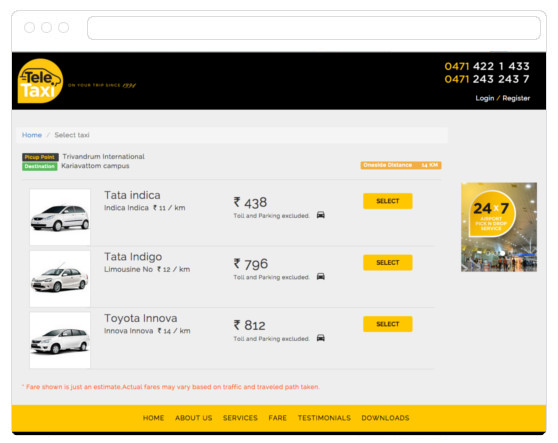 Tele
Taxi
ON YOUR TRIP SINCE 1994
0471 422 1 433
0471 243 243 7
Login / Register
Home / Select taxi
Picup Point Trivandrum International
Destination Kariavattom campus
Oneside Distance 14 KM
Tata indica
Indica Indica ₹ 11 / km
₹ 438
Toll and Parking excluded.
SELECT
Tata Indigo
Limousine No ₹ 12 / km
₹ 796
Toll and Parking excluded.
SELECT
Toyota Innova
Innova Innova ₹ 14 / km
₹ 812
Toll and Parking excluded.
SELECT
24x7
AIRPORT
PICK & DROP
SERVICE
* Fare shown is just an estimate,Actual fares may vary based on traffic and traveled path taken.
HOME ABOUT US SERVICES FARE TESTIMONIALS DOWNLOADS